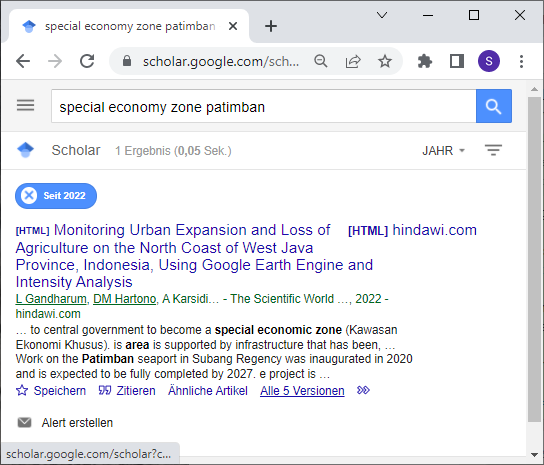 special economy zone patimban
scholar.google.com/sch...
S
special economy zone patimban
Scholar
1 Ergebnis (0,05 Sek.)
JAHR
Seit 2022
[HTML] Monitoring Urban Expansion and Loss of
Agriculture on the North Coast of West Java
Province, Indonesia, Using Google Earth Engine and
Intensity Analysis
[HTML] hindawi.com
L Gandharum, DM Hartono, A Karsidi… - The Scientific World …, 2022 -
hindawi.com
… to central government to become a special economic zone (Kawasan
Ekonomi Khusus). is area is supported by infrastructure that has been, …
Work on the Patimban seaport in Subang Regency was inaugurated in 2020
and is expected to be fully completed by 2027. e project is …
Speichern Zitieren Ähnliche Artikel Alle 5 Versionen
Alert erstellen
scholar.google.com/scholar?c...